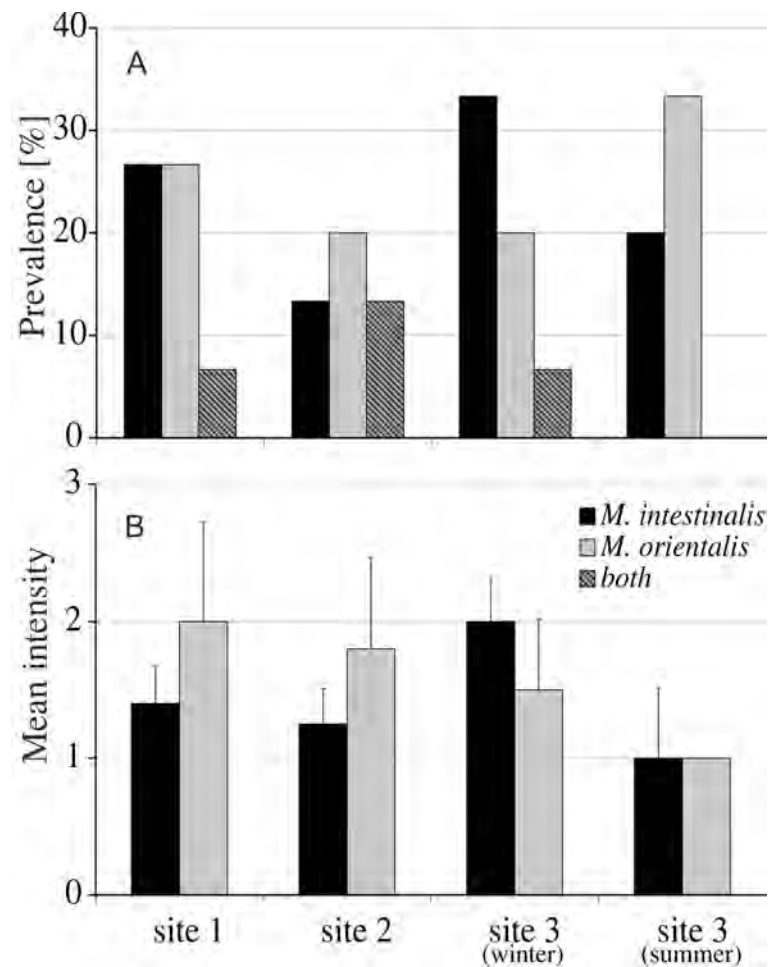 40
A
30
20
10
0
Prevalence [%]
3
B
2
1
0
Mean intensity
M. intestinalis
M. orientalis
both
site 1 site 2 site 3 site 3
(winter) (summer)